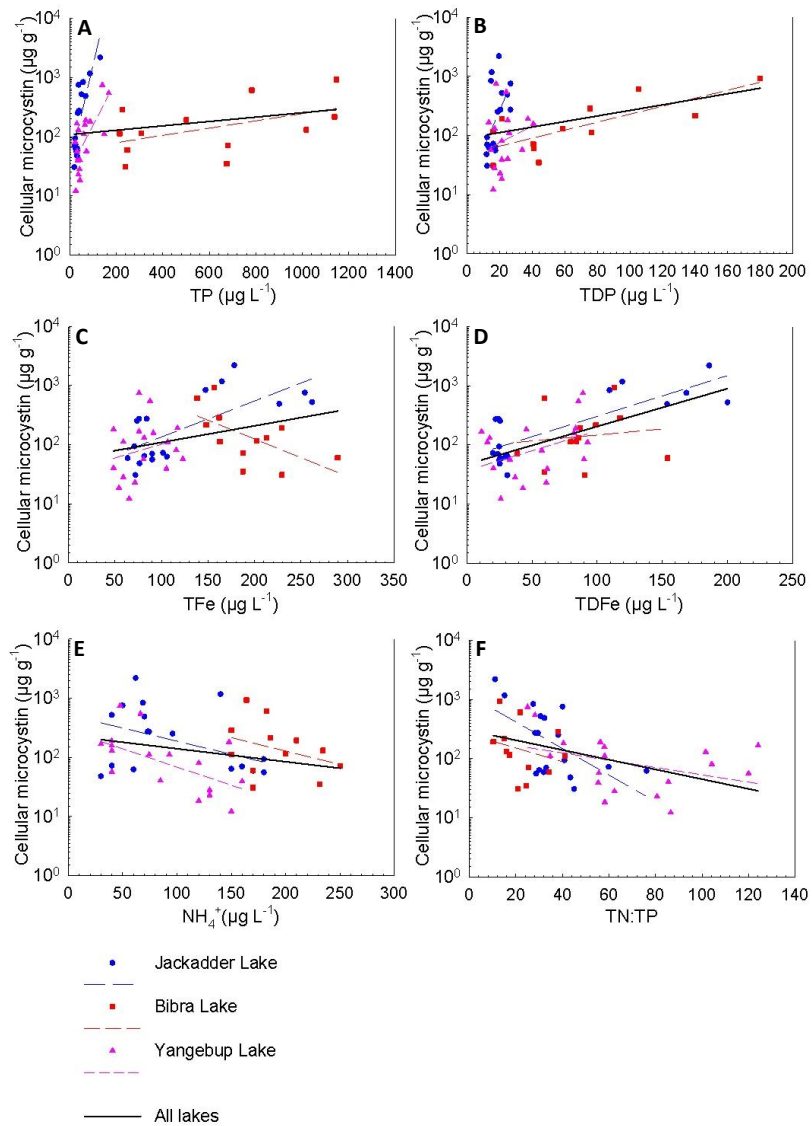 A
Cellular microcystin (µg g⁻¹)
10⁴
10³
10²
10¹
10⁰
0 200 400 600 800 1000 1200 1400
TP (µg L⁻¹)
B
Cellular microcystin (µg g⁻¹)
10⁴
10³
10²
10¹
10⁰
0 20 40 60 80 100 120 140 160 180 200
TDP (µg L⁻¹)
C
Cellular microcystin (µg g⁻¹)
10⁴
10³
10²
10¹
10⁰
0 50 100 150 200 250 300 350
TFe (µg L⁻¹)
D
Cellular microcystin (µg g⁻¹)
10⁴
10³
10²
10¹
10⁰
0 50 100 150 200 250
TDFe (µg L⁻¹)
E
Cellular microcystin (µg g⁻¹)
10⁴
10³
10²
10¹
10⁰
0 50 100 150 200 250 300
NH₄⁺(µg L⁻¹)
F
Cellular microcystin (µg g⁻¹)
10⁴
10³
10²
10¹
10⁰
0 20 40 60 80 100 120 140
TN:TP
Jackadder Lake
Bibra Lake
Yangebup Lake
All lakes